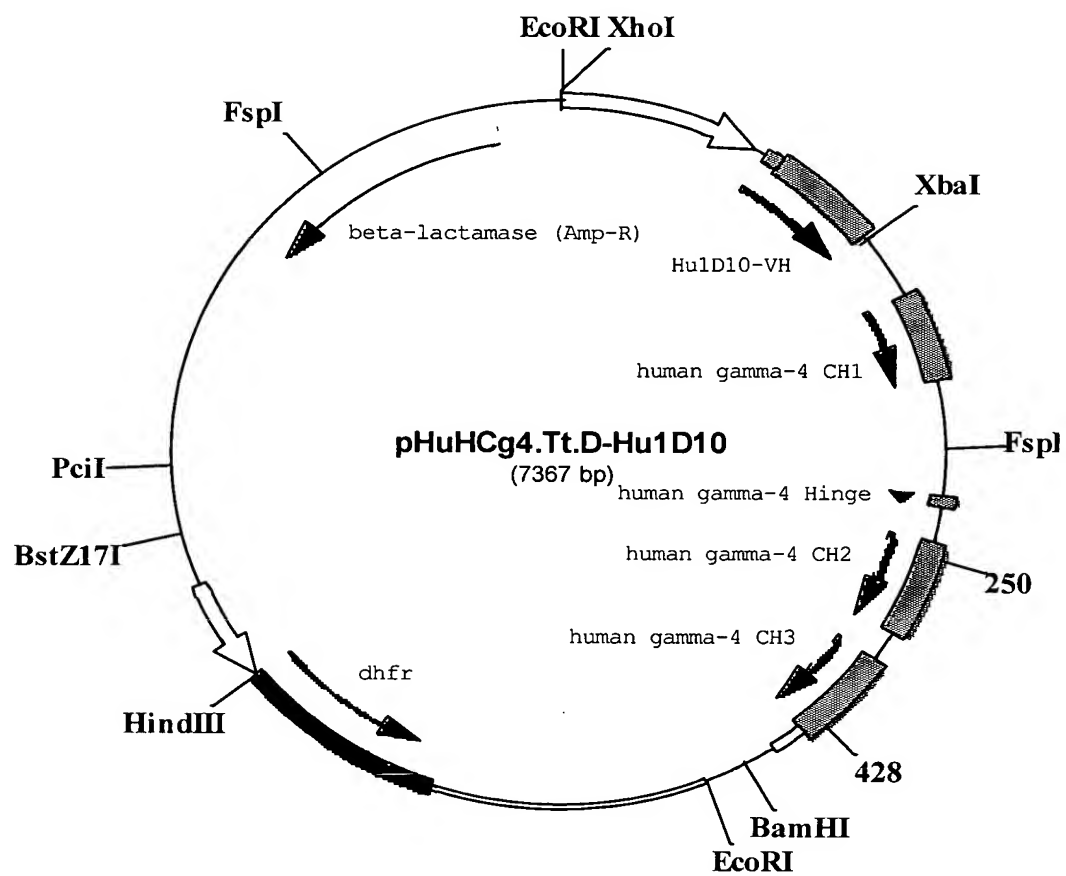 EcoRI XhoI
FspI
XbaI
beta-lactamase (Amp-R)
Hu1D10-VH
human gamma-4 CH1
pHuHCg4.Tt.D-Hu1D10
(7367 bp)
FspI
PciI
human gamma-4 Hinge
BstZ17I
human gamma-4 CH2
250
human gamma-4 CH3
dhfr
HindIII
428
BamHI
EcoRI